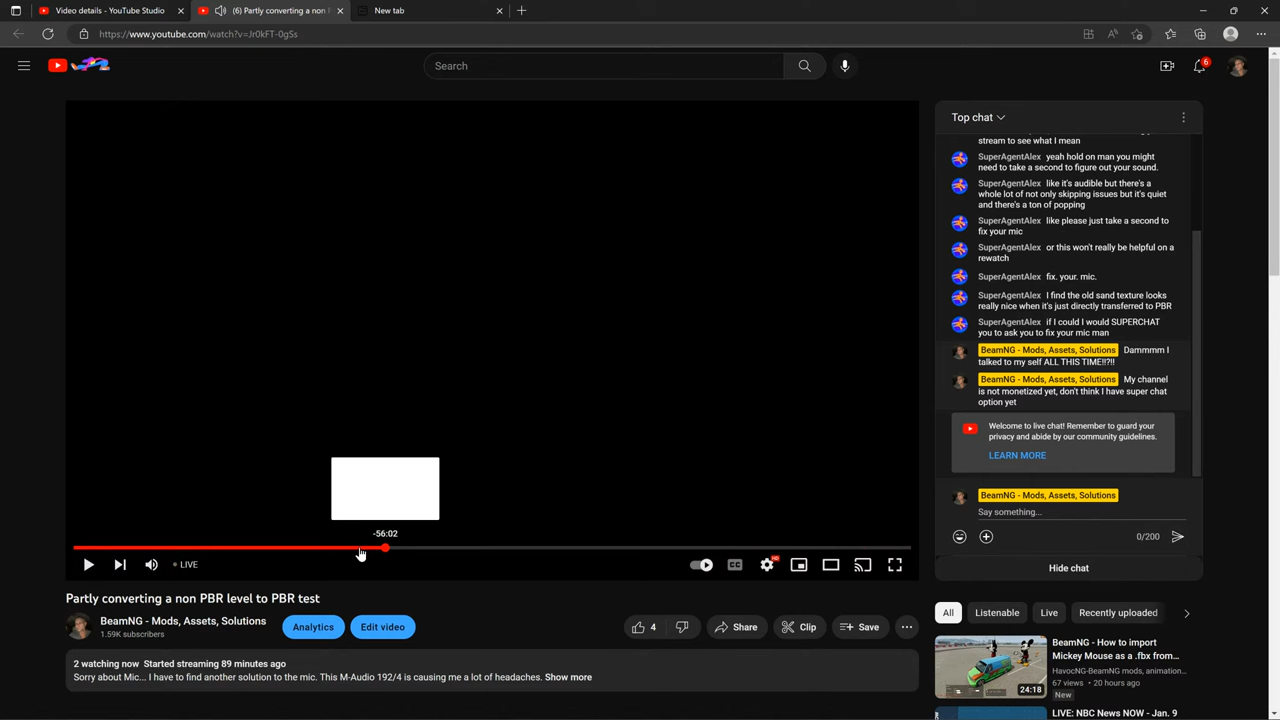 Video details - YouTube Studio
(6) Partly converting a non P
New tab
https://www.youtube.com/watch?v=Jr0kFT-0gSs
Search
6
Top chat
stream to see what I mean
SuperAgentAlex yeah hold on man you might
need to take a second to figure out your sound.
SuperAgentAlex like it's audible but there's a
whole lot of not only skipping issues but it's quiet
and there's a ton of popping
SuperAgentAlex like please just take a second to
fix your mic
SuperAgentAlex or this won't really be helpful on a
rewatch
SuperAgentAlex fix. your. mic.
SuperAgentAlex I find the old sand texture looks
really nice when it's just directly transferred to PBR
SuperAgentAlex if I could I would SUPERCHAT
you to ask you to fix your mic man
BeamNG - Mods, Assets, Solutions Dammmm I
talked to my self ALL THIS TIME!!?!!
BeamNG - Mods, Assets, Solutions My channel
is not monetized yet, don't think I have super chat
option yet
Welcome to live chat! Remember to guard your
privacy and abide by our community guidelines.
LEARN MORE
BeamNG - Mods, Assets, Solutions
Say something...
0/200
Hide chat
-56:02
LIVE
HD
Partly converting a non PBR level to PBR test
BeamNG - Mods, Assets, Solutions
1.59K subscribers
Analytics
Edit video
4
Share
Clip
Save
2 watching now Started streaming 89 minutes ago
Sorry about Mic... I have to find another solution to the mic. This M-Audio 192/4 is causing me a lot of headaches. Show more
All
Listenable
Live
Recently uploaded
BeamNG - How to import
Mickey Mouse as a .fbx from...
HavocNG-BeamNG mods, animation...
67 views • 20 hours ago
New
24:18
LIVE: NBC News NOW - Jan. 9